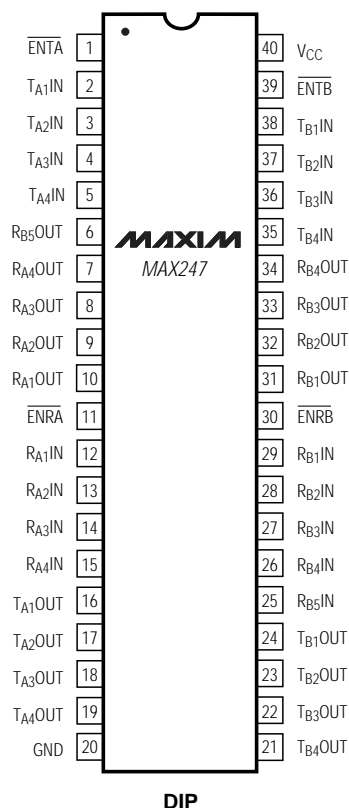 ENTA 1 40 VCC
TA1IN 2 39 ENTB
TA2IN 3 38 TB1IN
TA3IN 4 37 TB2IN
TA4IN 5 36 TB3IN
RB5OUT 6 MAXIM 35 TB4IN
RA4OUT 7 MAX247 34 RB4OUT
RA3OUT 8 33 RB3OUT
RA2OUT 9 32 RB2OUT
RA1OUT 10 31 RB1OUT
ENRA 11 30 ENRB
RA1IN 12 29 RB1IN
RA2IN 13 28 RB2IN
RA3IN 14 27 RB3IN
RA4IN 15 26 RB4IN
TA1OUT 16 25 RB5IN
TA2OUT 17 24 TB1OUT
TA3OUT 18 23 TB2OUT
TA4OUT 19 22 TB3OUT
GND 20 21 TB4OUT
DIP